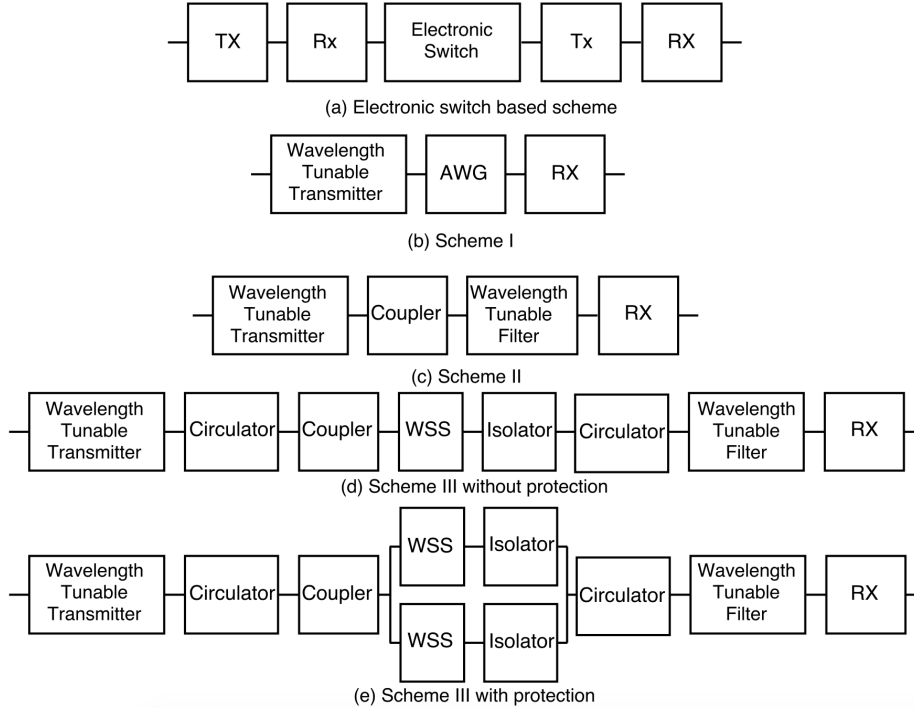 TX
Rx
Electronic
Switch
Tx
RX
(a) Electronic switch based scheme
Wavelength
Tunable
Transmitter
AWG
RX
(b) Scheme I
Wavelength
Tunable
Transmitter
Coupler
Wavelength
Tunable
Filter
RX
(c) Scheme II
Wavelength
Tunable
Transmitter
Circulator
Coupler
WSS
Isolator
Circulator
Wavelength
Tunable
Filter
RX
(d) Scheme III without protection
Wavelength
Tunable
Transmitter
Circulator
Coupler
WSS
Isolator
WSS
Isolator
Circulator
Wavelength
Tunable
Filter
RX
(e) Scheme III with protection